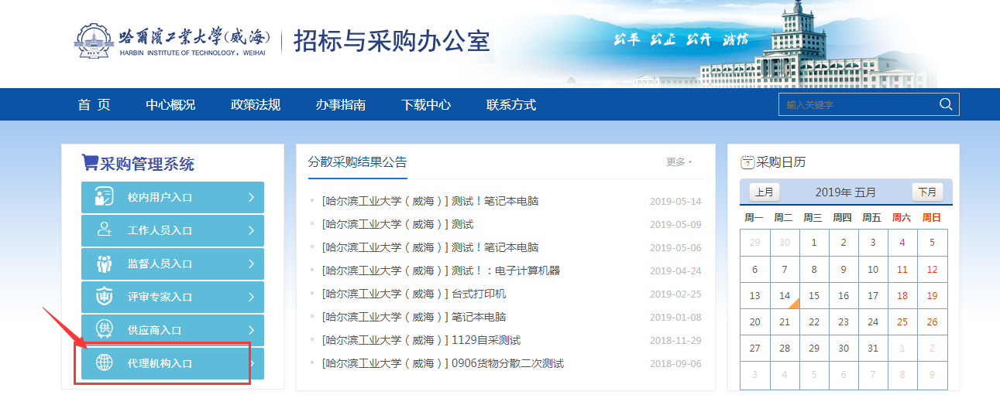 哈尔滨工业大学(威海)
HARBIN INSTITUTE OF TECHNOLOGY, WEIHAI
招标与采购办公室
公平 公正 公开 诚信
首 页 中心概况 政策法规 办事指南 下载中心 联系方式 输入关键字
采购管理系统
校内用户入口
工作人员入口
监督人员入口
审 评审专家入口
供 供应商入口
代理机构入口
分散采购结果公告 更多
[哈尔滨工业大学（威海）] 测试！笔记本电脑 2019-05-14
[哈尔滨工业大学（威海）] 测试 2019-05-09
[哈尔滨工业大学（威海）] 测试！笔记本电脑 2019-05-06
[哈尔滨工业大学（威海）] 测试！：电子计算机器 2019-04-24
[哈尔滨工业大学（威海）] 台式打印机 2019-02-25
[哈尔滨工业大学（威海）] 笔记本电脑 2019-01-08
[哈尔滨工业大学（威海）] 1129自采测试 2018-11-29
[哈尔滨工业大学（威海）] 0906货物分散二次测试 2018-09-06
7 采购日历
上月 2019年 五月 下月
周一 周二 周三 周四 周五 周六 周日
29 30 1 2 3 4 5
6 7 8 9 10 11 12
13 14 15 16 17 18 19
20 21 22 23 24 25 26
27 28 29 30 31 1 2
3 4 5 6 7 8 9